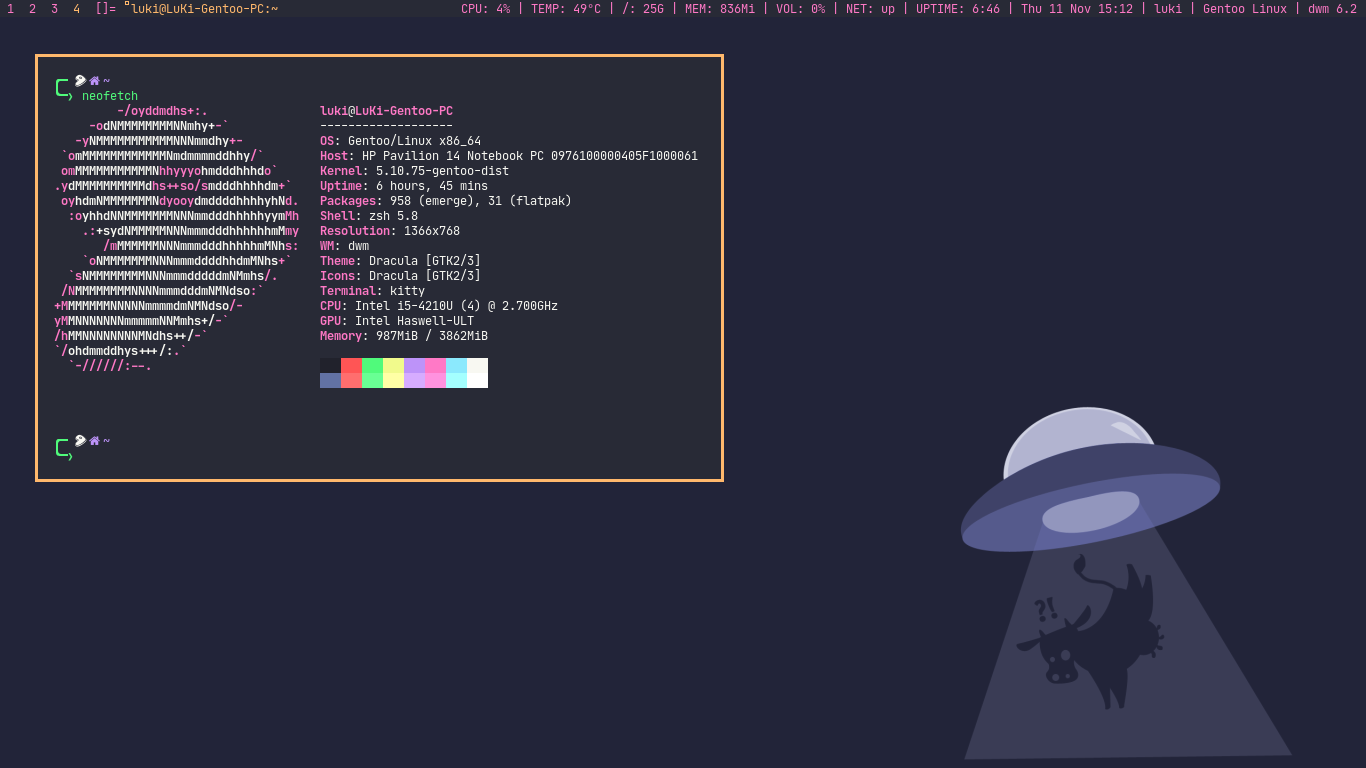 1 2 3 4 []= luki@LuKi-Gentoo-PC:~ CPU: 4% | TEMP: 49°C | /: 25G | MEM: 836Mi | VOL: 0% | NET: up | UPTIME: 6:46 | Thu 11 Nov 15:12 | luki | Gentoo Linux | dwm 6.2
~
❯ neofetch
-/oyddmdhs+:.
-odNMMMMMMMMNNmhy+-`
-yNMMMMMMMMMMMNNNmmdhy+-
`omMMMMMMMMMMMMNmdmmmmddhhy/`
omMMMMMMMMMMMNhhyyyohmdddhhhdo`
.ydMMMMMMMMMMdhs++so/smdddhhhhdm+`
oyhdmNMMMMMMMNdyooydmddddhhhhyhNd.
:oyhhdNNMMMMMMMNNNmmdddhhhhhyymMh
.:+sydNMMMMMNNNmmmdddhhhhhhmMmy
/mMMMMMMNNNmmmdddhhhhhmMNhs:
`oNMMMMMMMNNNmmmddddhhdmMNhs+`
`sNMMMMMMMMNNNmmmdddddmNMmhs/.
/NMMMMMMMMNNNNmmmdddmNMNdso:`
+MMMMMMMNNNNNmmmmdmNMNdso/-
yMMNNNNNNNmmmmmNNMmhs+/-`
/hMMNNNNNNNNMNdhs++/-`
`/ohdmmddhys+++/:.`
`-//////:--.
luki@LuKi-Gentoo-PC
-------------------
OS: Gentoo/Linux x86_64
Host: HP Pavilion 14 Notebook PC 0976100000405F1000061
Kernel: 5.10.75-gentoo-dist
Uptime: 6 hours, 45 mins
Packages: 958 (emerge), 31 (flatpak)
Shell: zsh 5.8
Resolution: 1366x768
WM: dwm
Theme: Dracula [GTK2/3]
Icons: Dracula [GTK2/3]
Terminal: kitty
CPU: Intel i5-4210U (4) @ 2.700GHz
GPU: Intel Haswell-ULT
Memory: 987MiB / 3862MiB
~
❯
?!